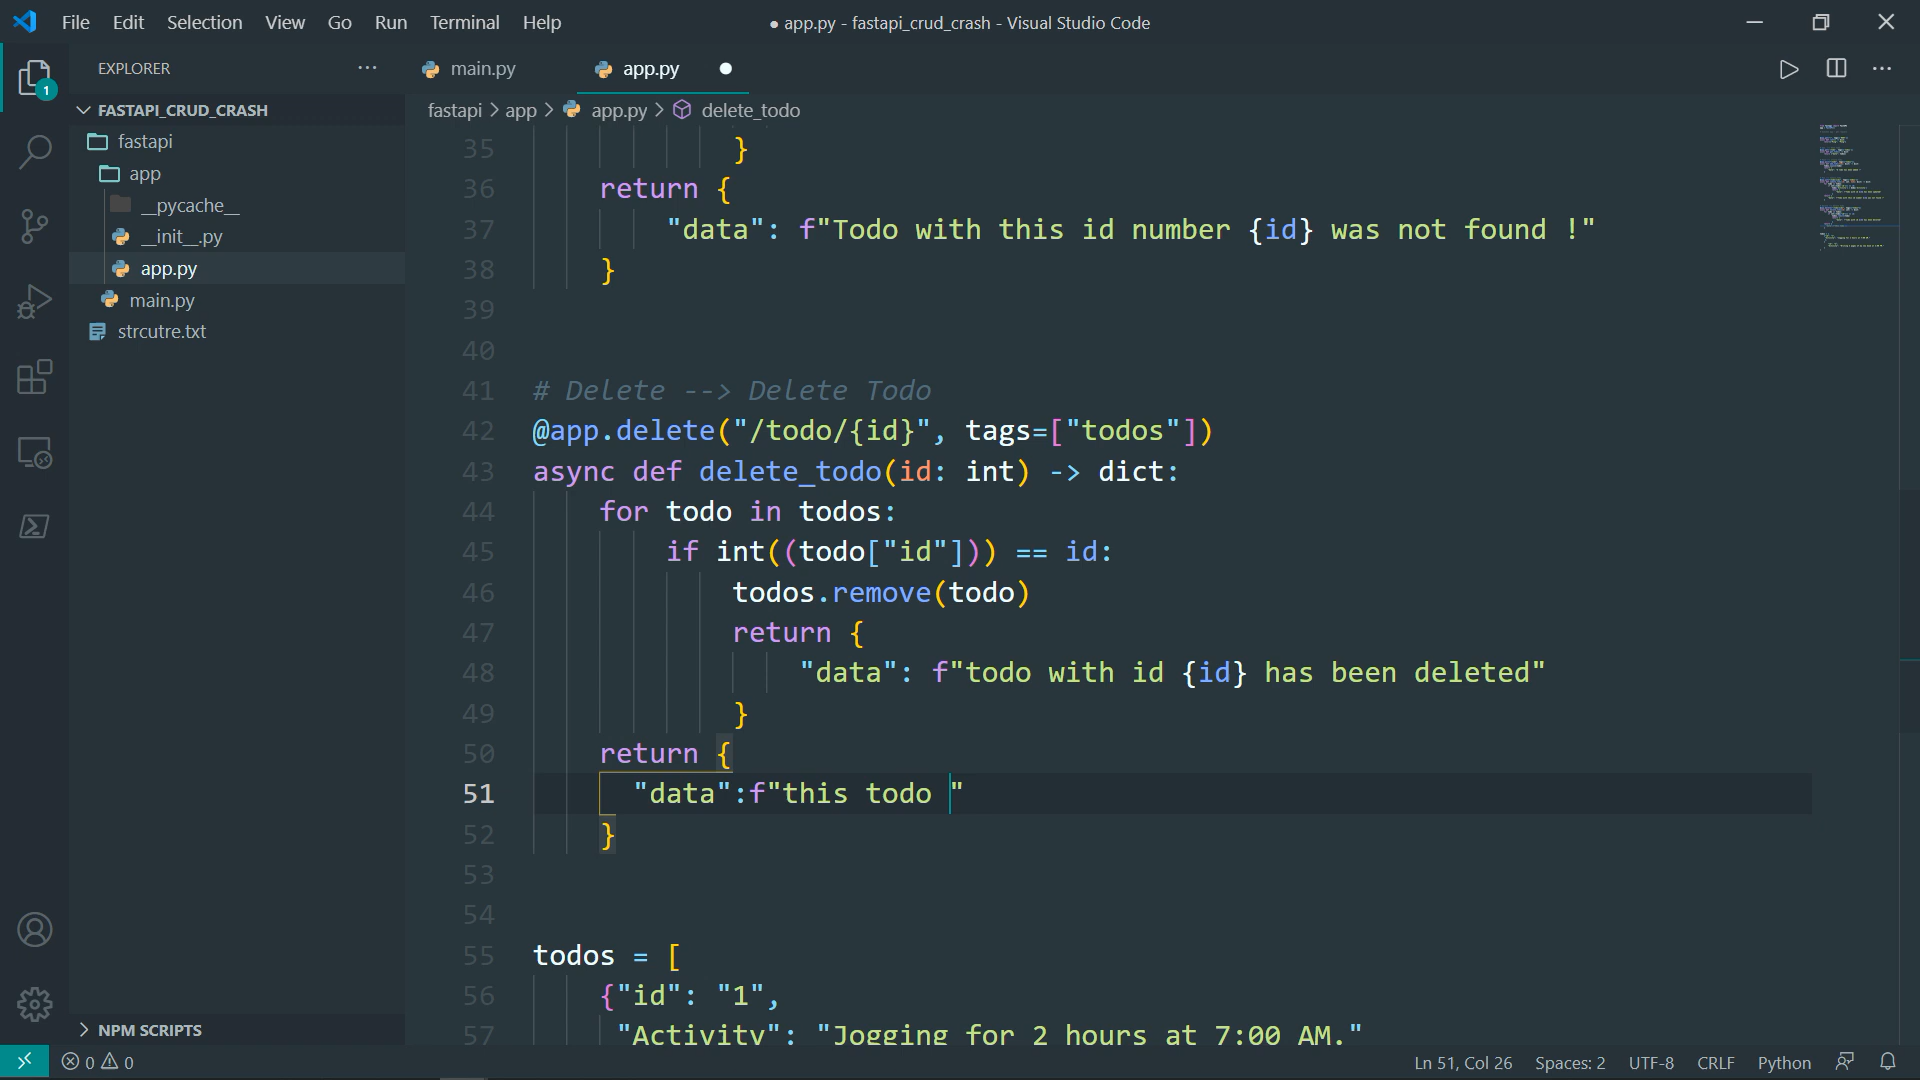 File Edit Selection View Go Run Terminal Help
● app.py - fastapi_crud_crash - Visual Studio Code
EXPLORER
main.py
app.py
1
FASTAPI_CRUD_CRASH
fastapi
app
__pycache__
__init__.py
app.py
main.py
strcutre.txt
NPM SCRIPTS
fastapi > app > app.py > delete_todo
35 }
36 return {
37 "data": f"Todo with this id number {id} was not found !"
38 }
39
40
41 # Delete --> Delete Todo
42 @app.delete("/todo/{id}", tags=["todos"])
43 async def delete_todo(id: int) -> dict:
44 for todo in todos:
45 if int((todo["id"])) == id:
46 todos.remove(todo)
47 return {
48 "data": f"todo with id {id} has been deleted"
49 }
50 return {
51 "data":f"this todo "
52 }
53
54
55 todos = [
56 {"id": "1",
57 "Activity": "Jogging for 2 hours at 7:00 AM."
0 0
Ln 51, Col 26 Spaces: 2 UTF-8 CRLF Python